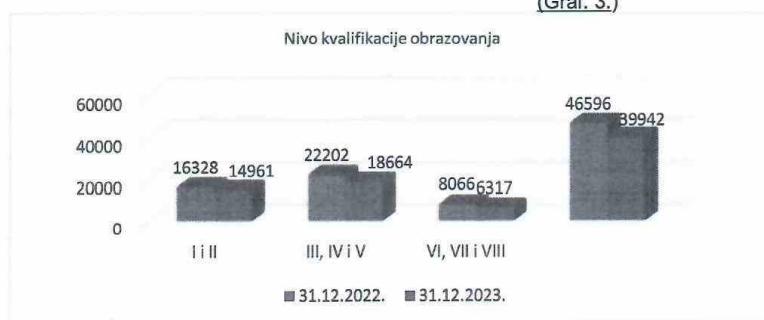 (Graf. 3.)
Nivo kvalifikacije obrazovanja
60000
40000
20000
0
16328 14961
22202 18664
8066 6317
46596 39942
I i II
III, IV i V
VI, VII i VIII
31.12.2022. 31.12.2023.